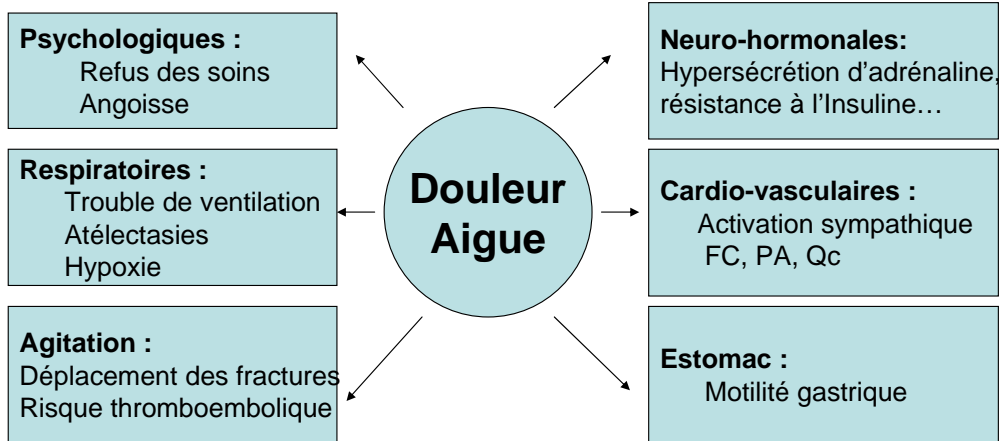 Psychologiques :
Refus des soins
Angoisse
Respiratoires :
Trouble de ventilation
Atélectasies
Hypoxie
Agitation :
Déplacement des fractures
Risque thromboembolique
Douleur
Aigue
Neuro-hormonales:
Hypersécrétion d’adrénaline,
résistance à l’Insuline…
Cardio-vasculaires :
Activation sympathique
FC, PA, Qc
Estomac :
Motilité gastrique